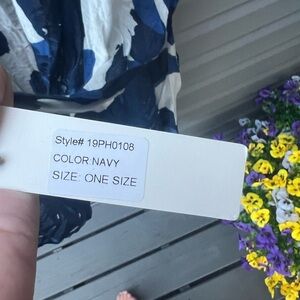 Style# 19PH0108
COLOR NAVY
SIZE: ONE SIZE